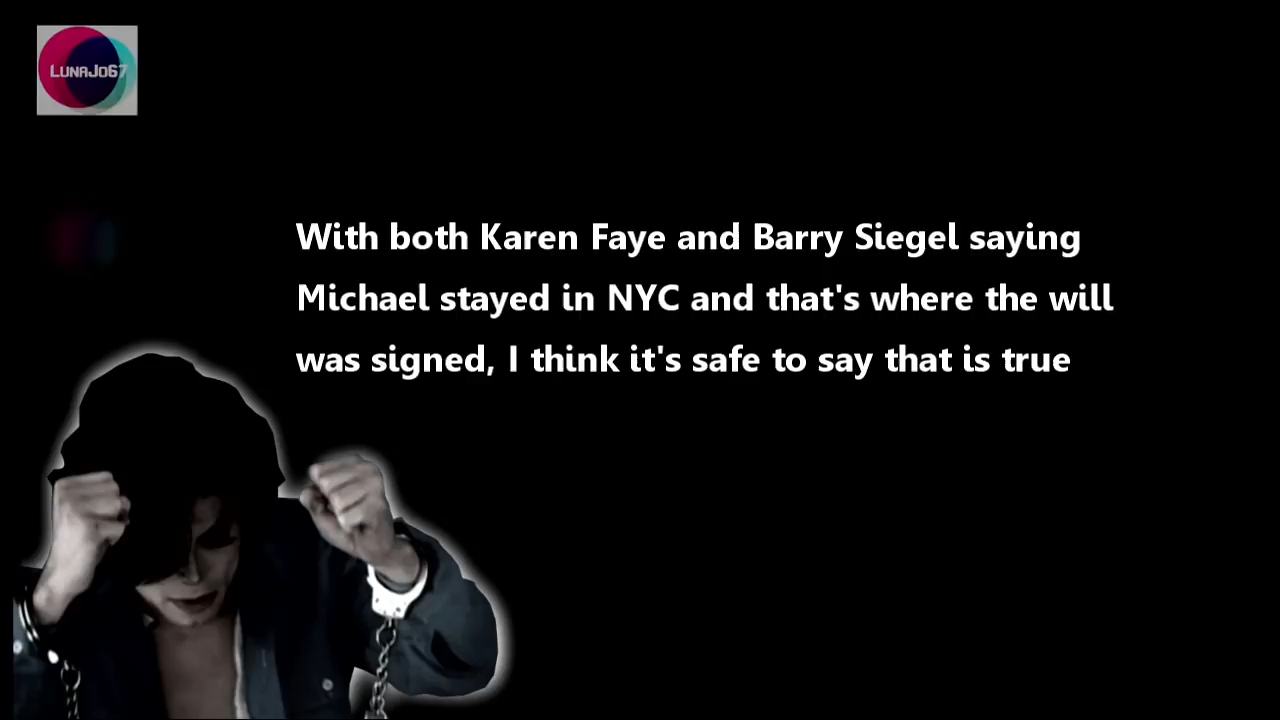 LunaJo67
With both Karen Faye and Barry Siegel saying
Michael stayed in NYC and that's where the will
was signed, I think it's safe to say that is true